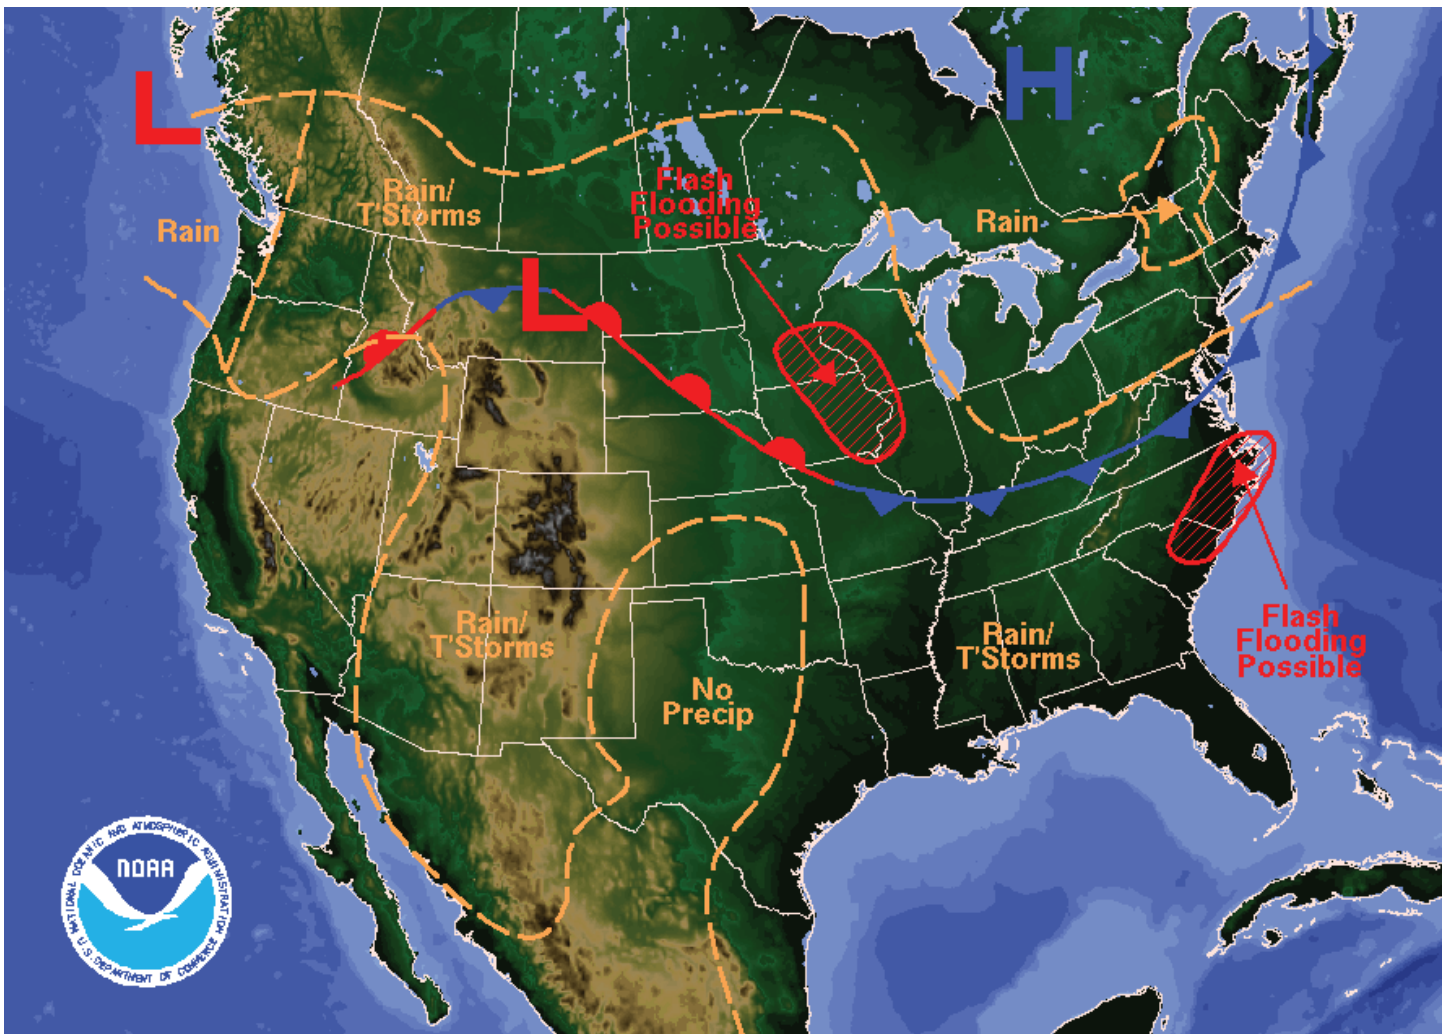 L
H
Flash
Flooding
Possible
Rain/
T'Storms
Rain
Rain
L
Rain/
T'Storms
Rain/
T'Storms
Flash
Flooding
Possible
No
Precip
NATIONAL OCEANIC AND ATMOSPHERIC ADMINISTRATION
NOAA
U.S. DEPARTMENT OF COMMERCE